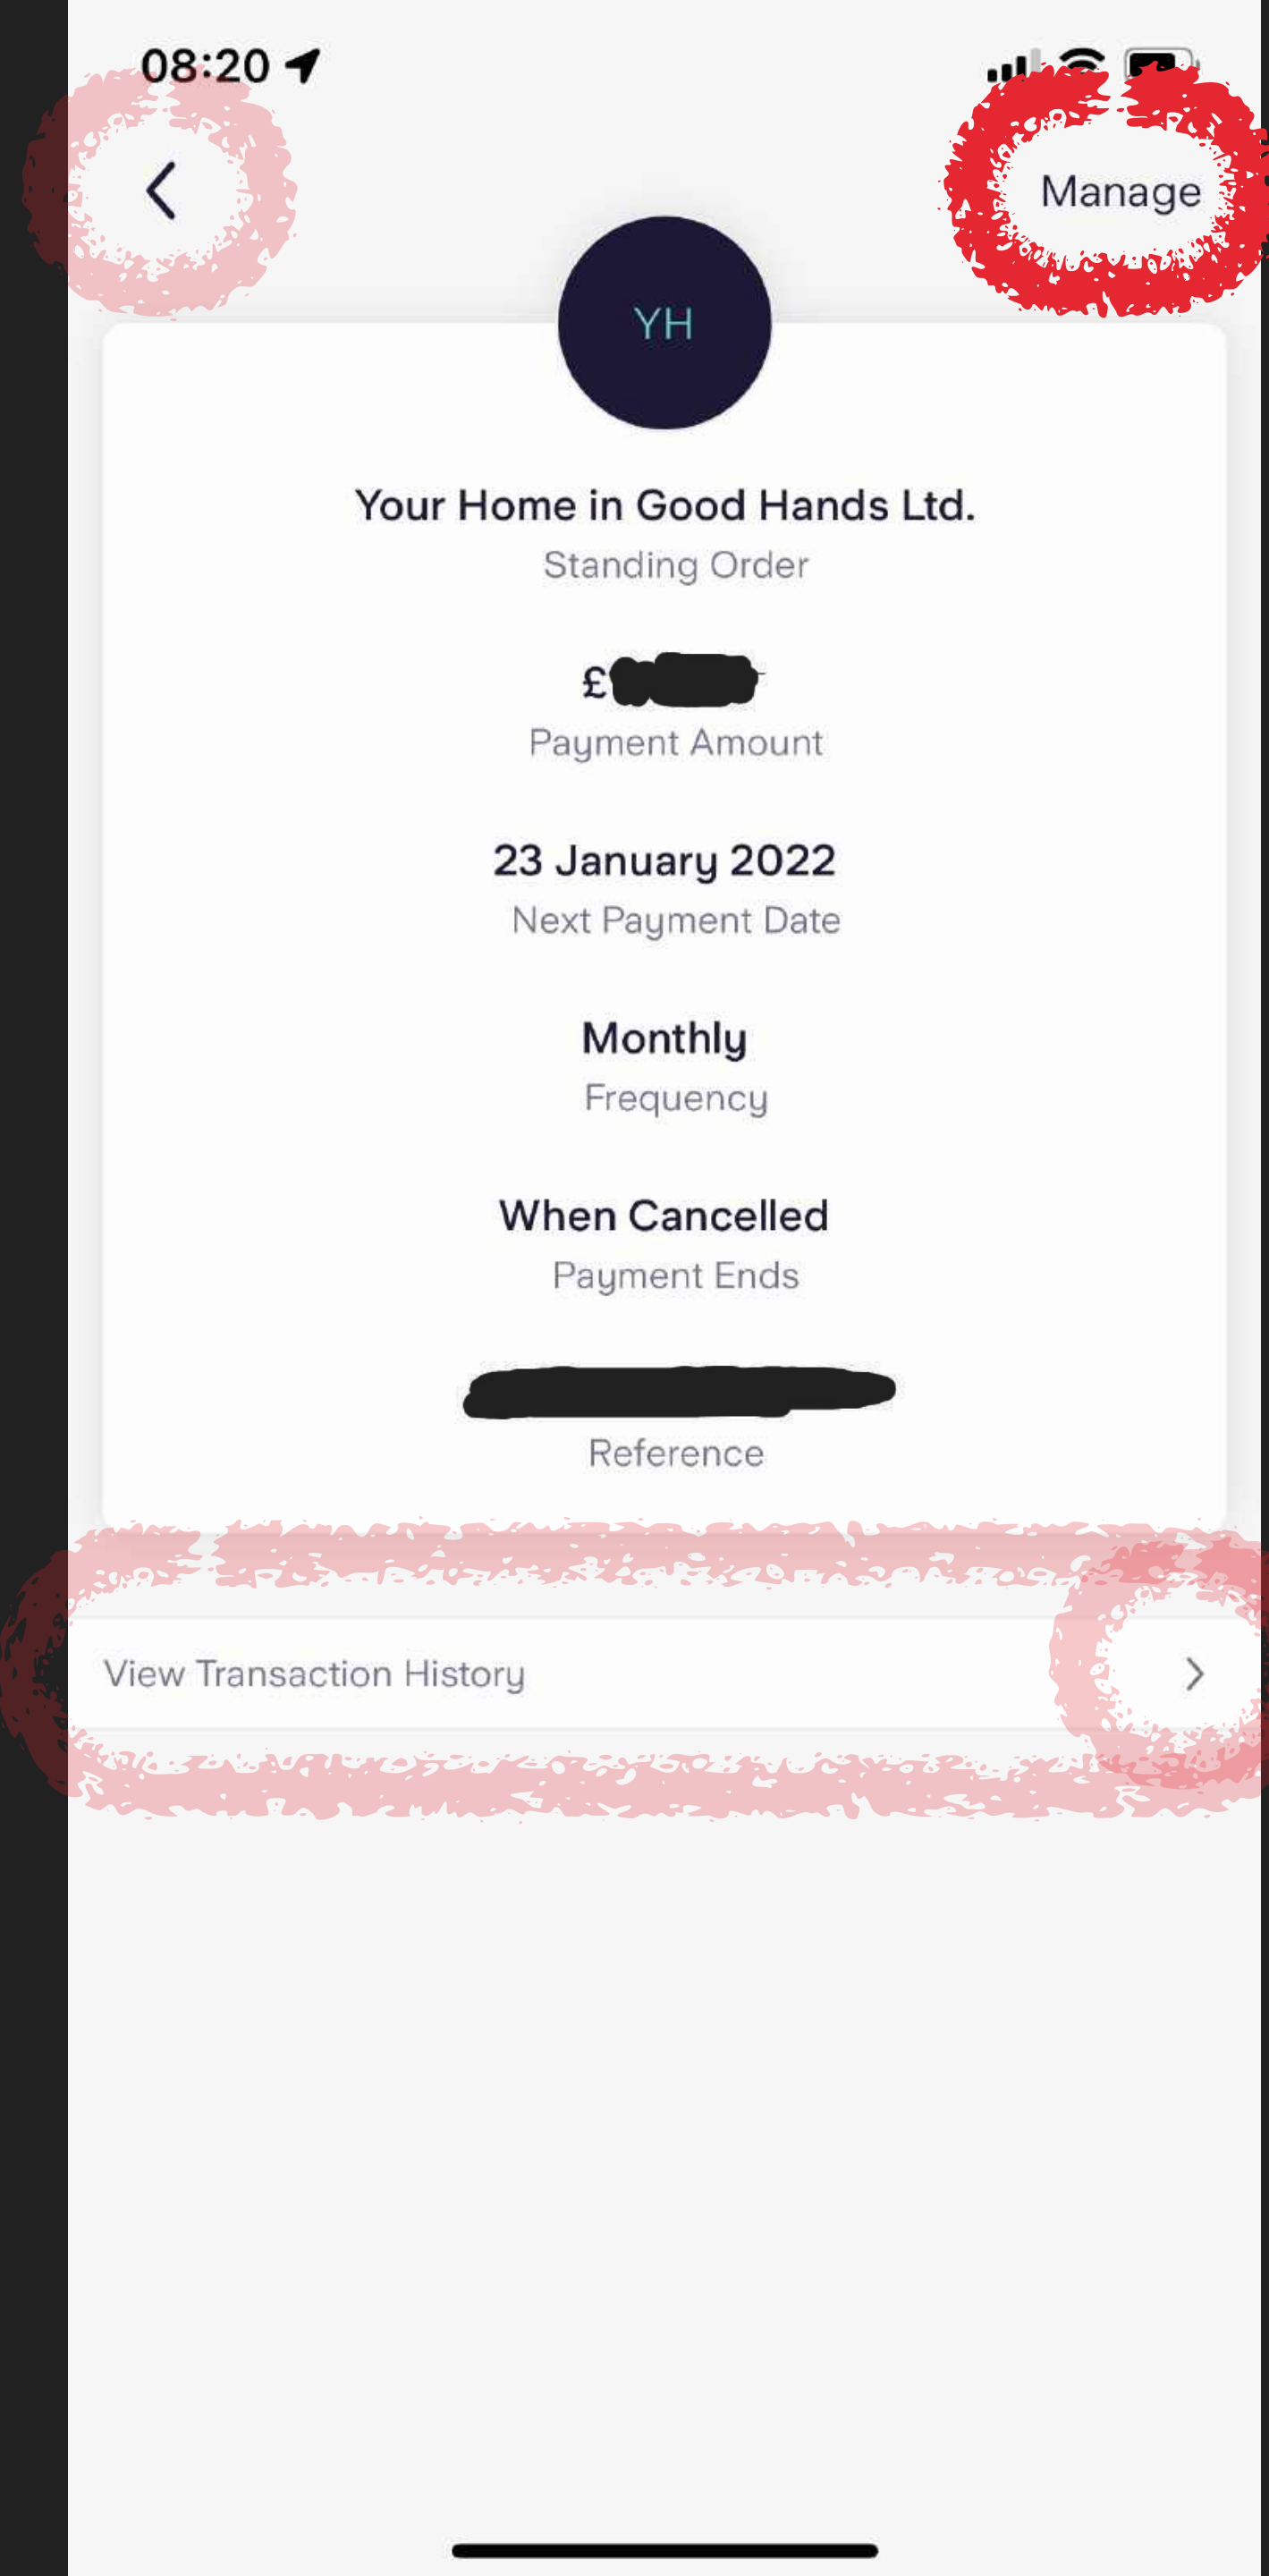 08:20
Manage
YH
Your Home in Good Hands Ltd.
Standing Order
£
Payment Amount
23 January 2022
Next Payment Date
Monthly
Frequency
When Cancelled
Payment Ends
Reference
View Transaction History